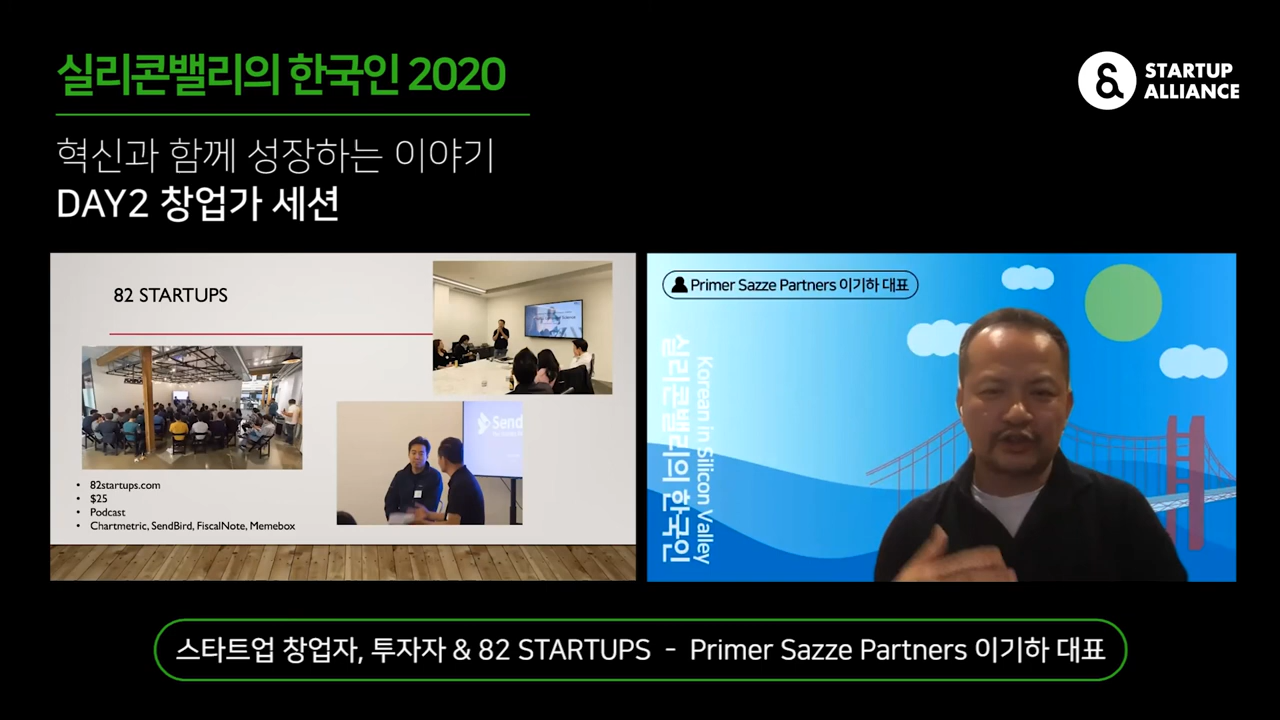 실리콘밸리의 한국인 2020
STARTUP
ALLIANCE
혁신과 함께 성장하는 이야기
DAY2 창업가 세션
82 STARTUPS
Send
• 82startups.com
• $25
• Podcast
• Chartmetric, SendBird, FiscalNote, Memebox
Primer Sazze Partners 이기하 대표
Korean in Silicon Valley
실리콘밸리의 한국인
스타트업 창업자, 투자자 & 82 STARTUPS - Primer Sazze Partners 이기하 대표